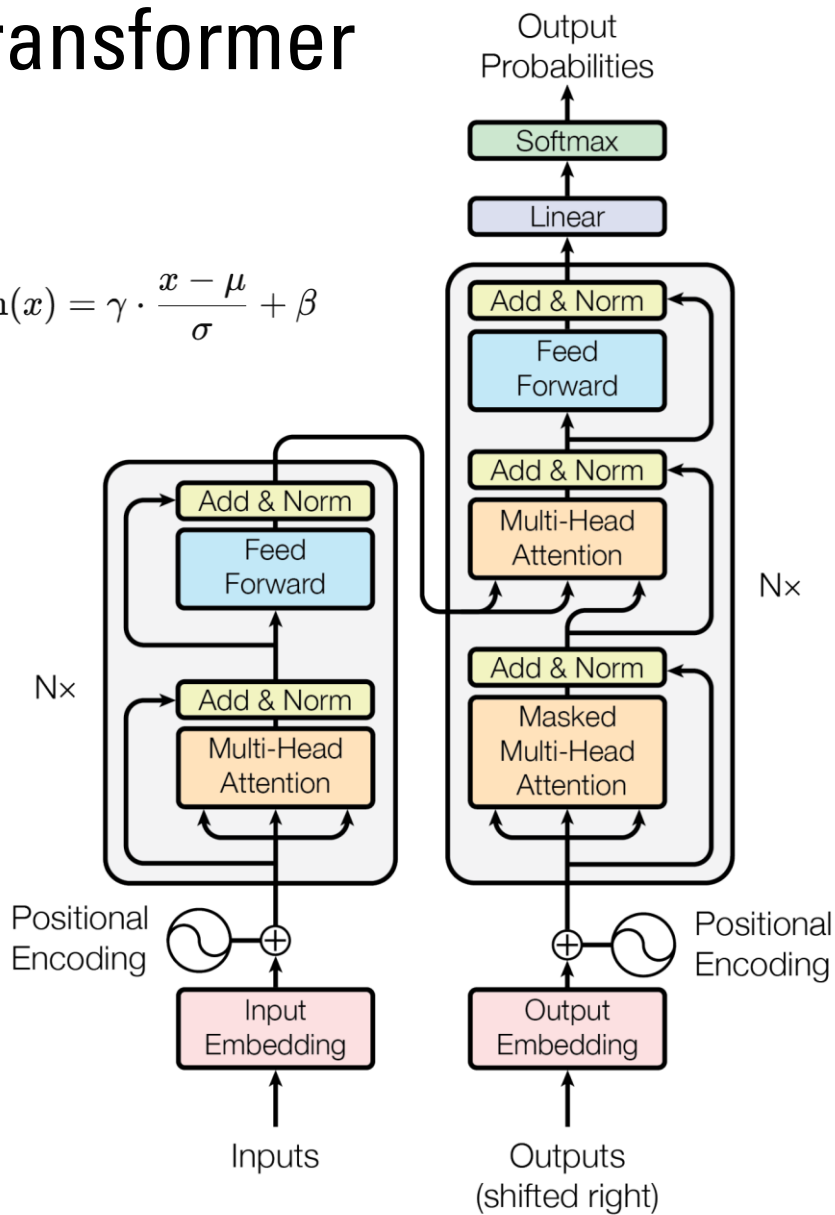 ransformer
n(x) = γ · (x − μ)/σ + β
Output
Probabilities
Softmax
Linear
Add & Norm
Feed
Forward
Add & Norm
Multi-Head
Attention
N×
Add & Norm
Masked
Multi-Head
Attention
Add & Norm
Feed
Forward
N×
Add & Norm
Multi-Head
Attention
Positional
Encoding
Positional
Encoding
Input
Embedding
Output
Embedding
Inputs
Outputs
(shifted right)